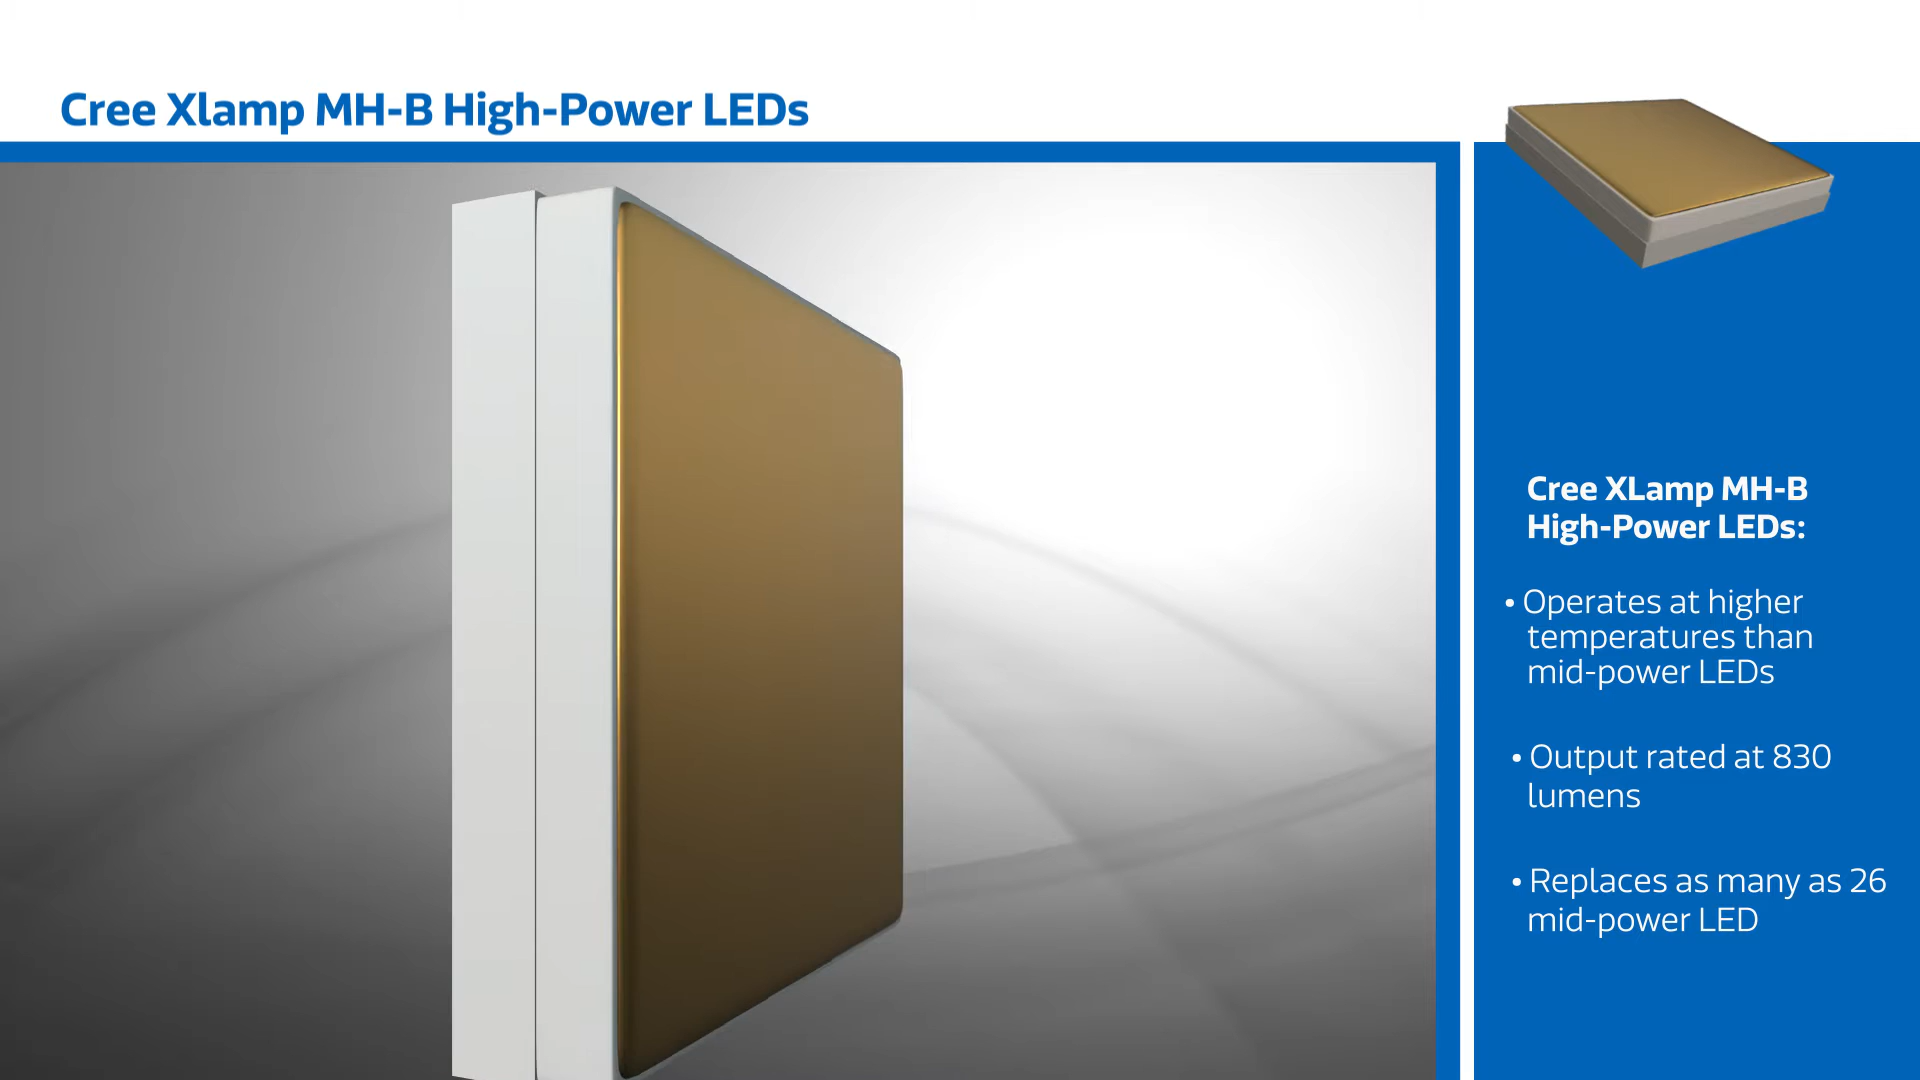 Cree Xlamp MH-B High-Power LEDs
Cree XLamp MH-B
High-Power LEDs:
• Operates at higher
temperatures than
mid-power LEDs
• Output rated at 830
lumens
• Replaces as many as 26
mid-power LED